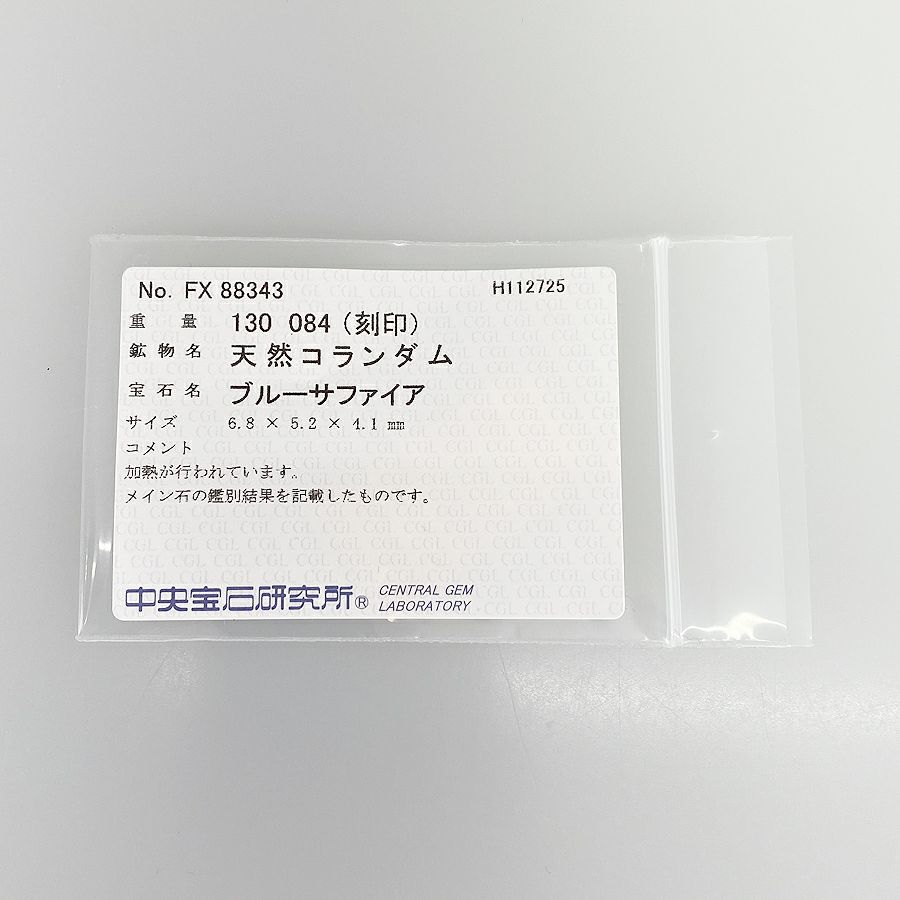 No. FX 88343 H112725
重量 130 084 (刻印)
鉱物名 天然コランダム
宝石名 ブルーサファイア
サイズ 6.8 × 5.2 × 4.1 mm
コメント
加熱が行われています。
メイン石の鑑別結果を記載したものです。
中央宝石研究所® CENTRAL GEM
LABORATORY